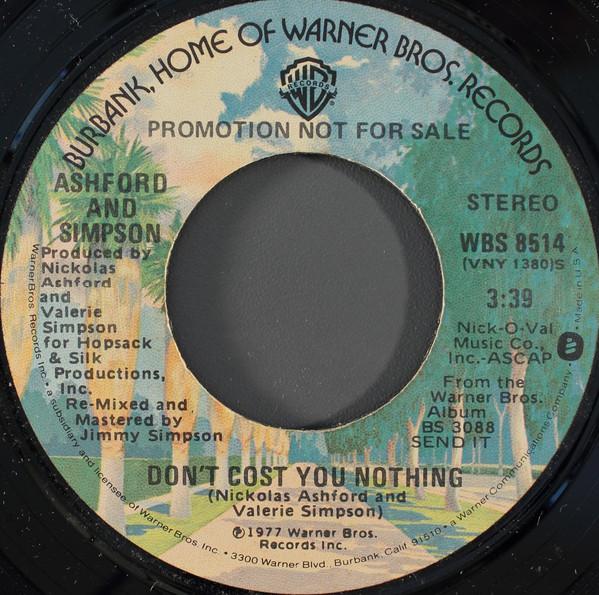 BURBANK, HOME OF WARNER BROS. RECORDS
WB
RECORDS
PROMOTION NOT FOR SALE
ASHFORD
AND
SIMPSON
Produced by
Nickolas
Ashford
and
Valerie
Simpson
for Hopsack
& Silk
Productions,
Inc.
Re-Mixed and
Mastered by
Jimmy Simpson
STEREO
WBS 8514
(VNY 1380)S
3:39
Nick-O-Val
Music Co.,
Inc.-ASCAP
From the
Warner Bros.
Album
BS 3088
SEND IT
DON'T COST YOU NOTHING
(Nickolas Ashford and
Valerie Simpson)
℗1977 Warner Bros.
Records Inc.
Warner Bros. Records Inc. • a subsidiary and licensee of Warner Bros. Inc. • 3300 Warner Blvd., Burbank, Calif. 91510 • a Warner Communications Company • Made in U.S.A.